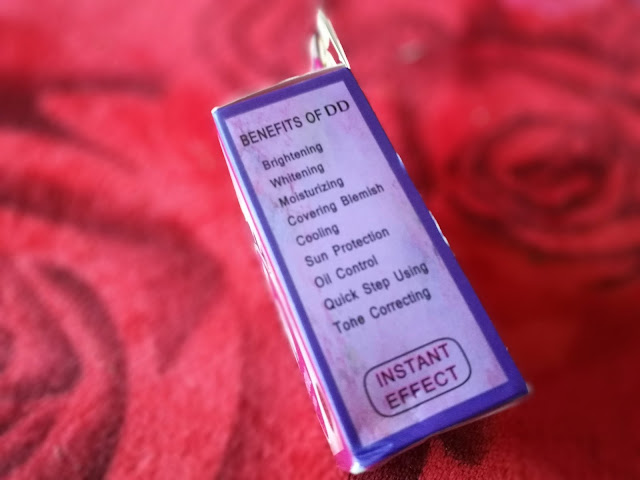 BENEFITS OF DD
Brightening
Whitening
Moisturizing
Covering Blemish
Cooling
Sun Protection
Oil Control
Quick Step Using
Tone Correcting
INSTANT
EFFECT